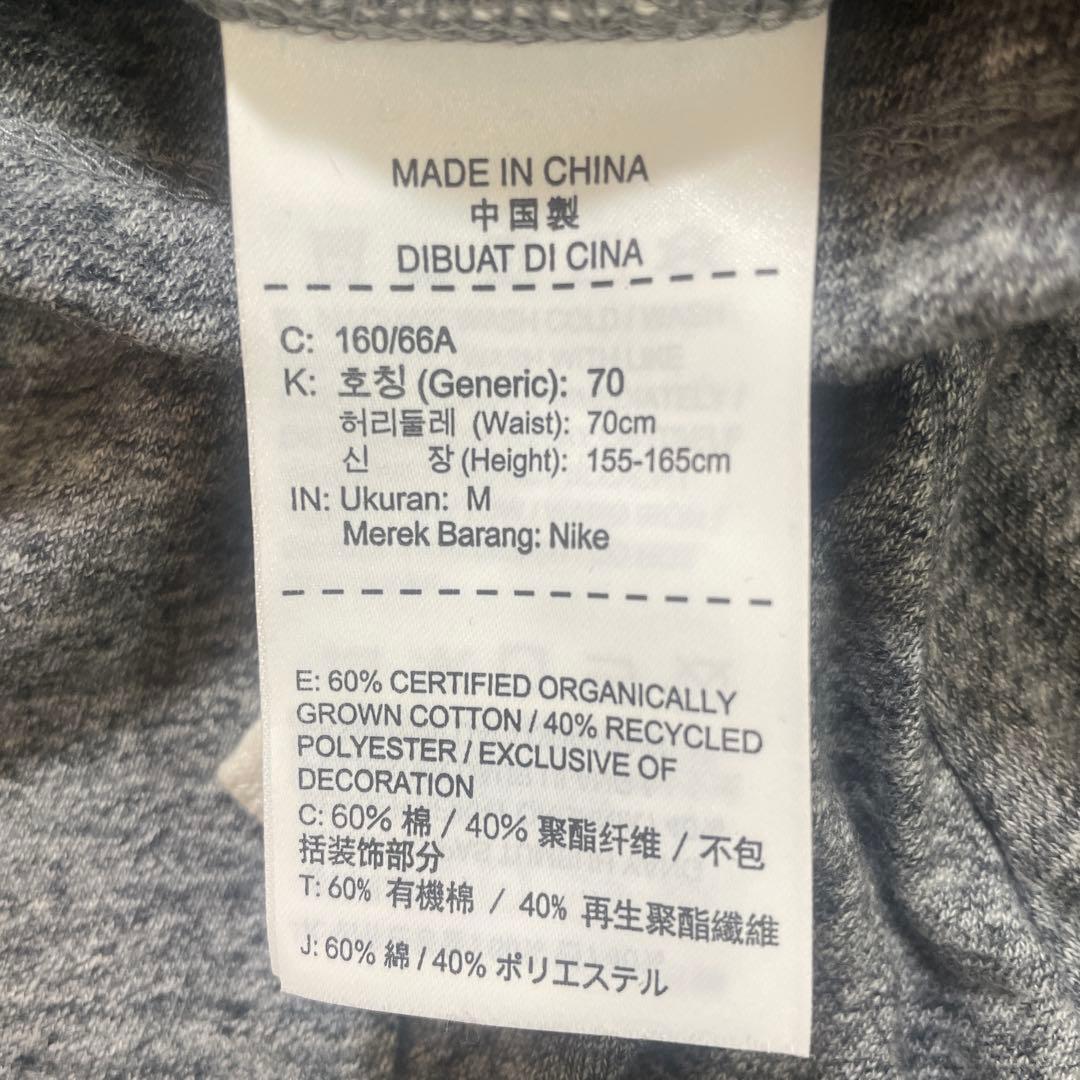 MADE IN CHINA
中国製
DIBUAT DI CINA
C: 160/66A
K: 호칭 (Generic): 70
허리둘레 (Waist): 70cm
신 장 (Height): 155-165cm
IN: Ukuran: M
Merek Barang: Nike
E: 60% CERTIFIED ORGANICALLY
GROWN COTTON / 40% RECYCLED
POLYESTER / EXCLUSIVE OF
DECORATION
C: 60% 棉 / 40% 聚酯纤维 / 不包
括装饰部分
T: 60% 有機棉 / 40% 再生聚酯纖維
J: 60% 綿 / 40% ポリエステル